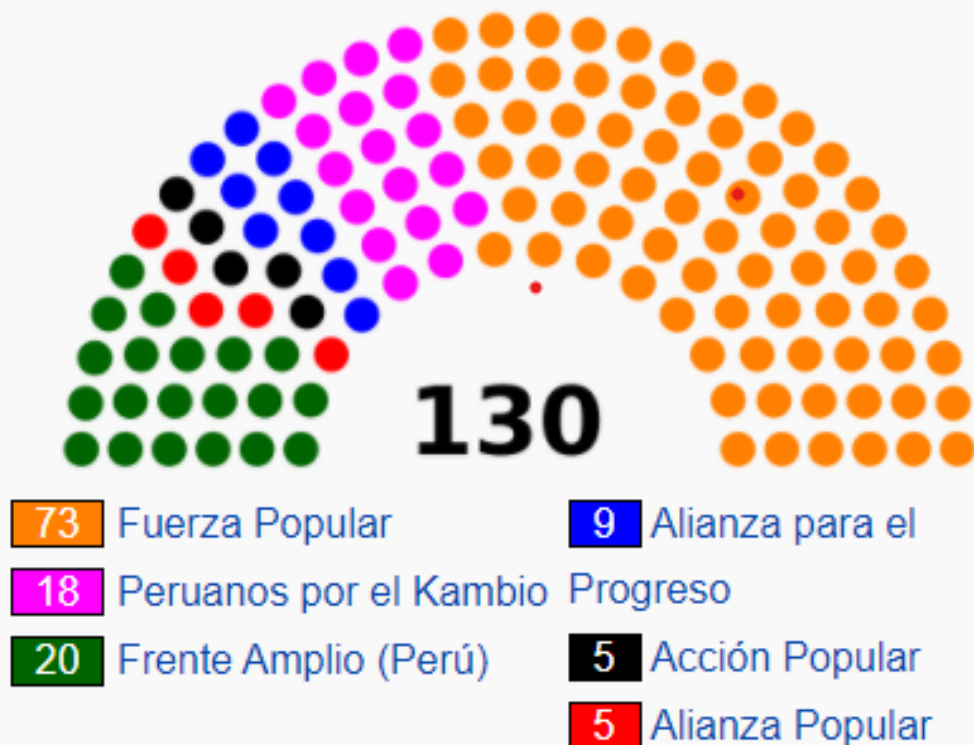 130
73 Fuerza Popular
18 Peruanos por el Kambio
20 Frente Amplio (Perú)
9 Alianza para el
Progreso
5 Acción Popular
5 Alianza Popular